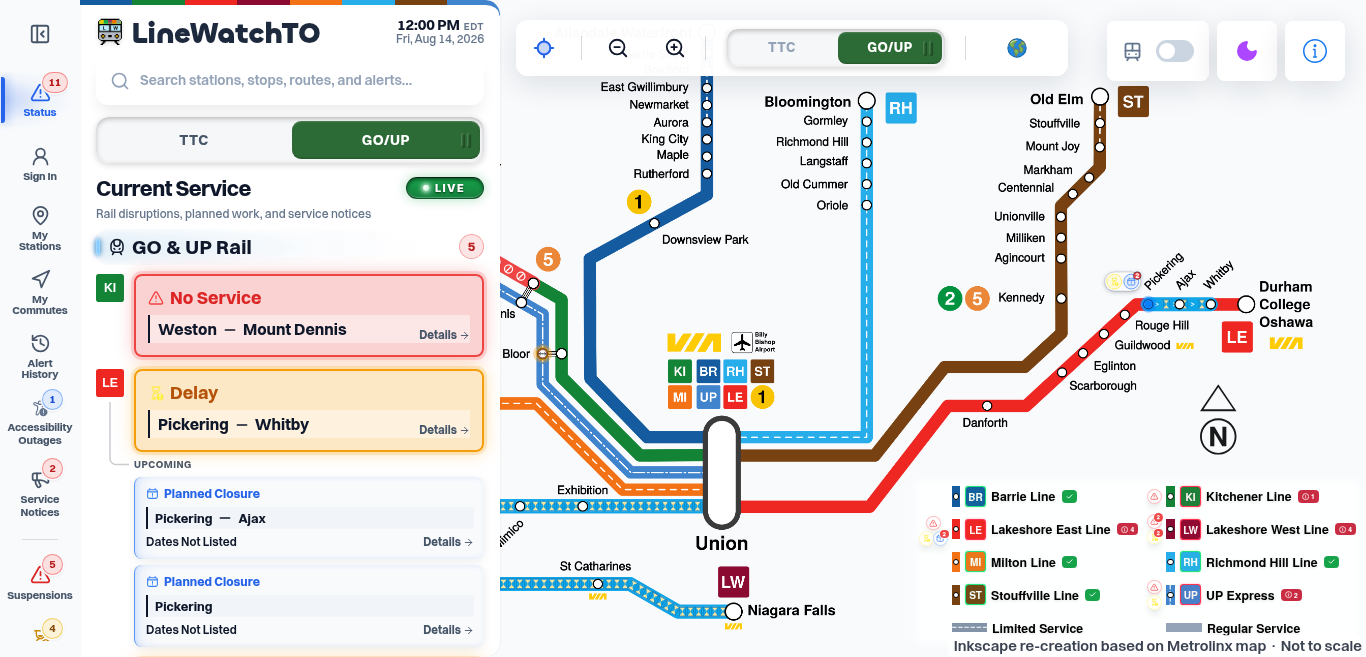 11
Status
Sign In
My
Stations
My
Commutes
Alert
History
1
Accessibility
Outages
2
Service
Notices
5
Suspensions
4
LineWatchTO
12:00 PM EDT
Fri, Aug 14, 2026
Search stations, stops, routes, and alerts...
TTC
GO/UP
Current Service
LIVE
Rail disruptions, planned work, and service notices
GO & UP Rail
5
KI
No Service
Weston — Mount Dennis
Details →
LE
Delay
Pickering — Whitby
Details →
UPCOMING
Planned Closure
Pickering — Ajax
Dates Not Listed
Details →
Planned Closure
Pickering
Dates Not Listed
Details →
TTC
GO/UP
East Gwillimbury
Newmarket
Aurora
King City
Maple
Rutherford
1
Downsview Park
Bloomington
RH
Gormley
Richmond Hill
Langstaff
Old Cummer
Oriole
Old Elm
ST
Stouffville
Mount Joy
Markham
Centennial
Unionville
Milliken
Agincourt
2
5
Kennedy
2
Pickering
Ajax
Whitby
Durham
College
Oshawa
LE
Rouge Hill
Guildwood
Eglinton
Scarborough
Danforth
5
nnis
Bloor
Billy
Bishop
Airport
KI
BR
RH
ST
MI
UP
LE
1
Exhibition
imico
Union
St Catharines
LW
Niagara Falls
N
BR
Barrie Line
KI
Kitchener Line
1
2
LE
Lakeshore East Line
4
2
3
LW
Lakeshore West Line
4
MI
Milton Line
RH
Richmond Hill Line
ST
Stouffville Line
UP
UP Express
2
Limited Service
Regular Service
Inkscape re-creation based on Metrolinx map · Not to scale